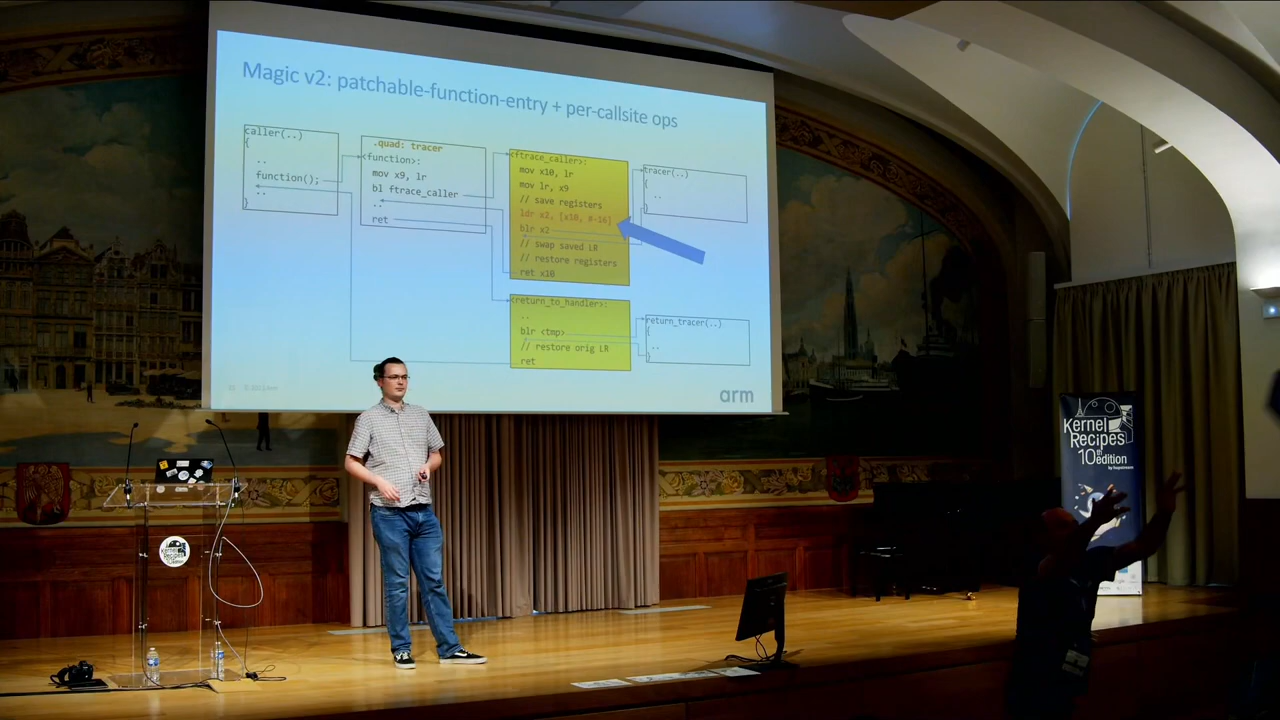 Magic v2: patchable-function-entry + per-callsite ops
caller(..)
{
..
function();
..
}
.quad: tracer
<function>:
mov x9, lr
bl ftrace_caller
..
ret
<ftrace_caller>:
mov x10, lr
mov lr, x9
// save registers
ldr x2, [x10, #-16]
blr x2
// swap saved LR
// restore registers
ret x10
tracer(..)
{
..
}
<return_to_handler>:
..
blr <tmp>
// restore orig LR
ret
return_tracer(..)
{
..
}
arm
Kernel
Recipes
10th edition
Kernel
Recipes